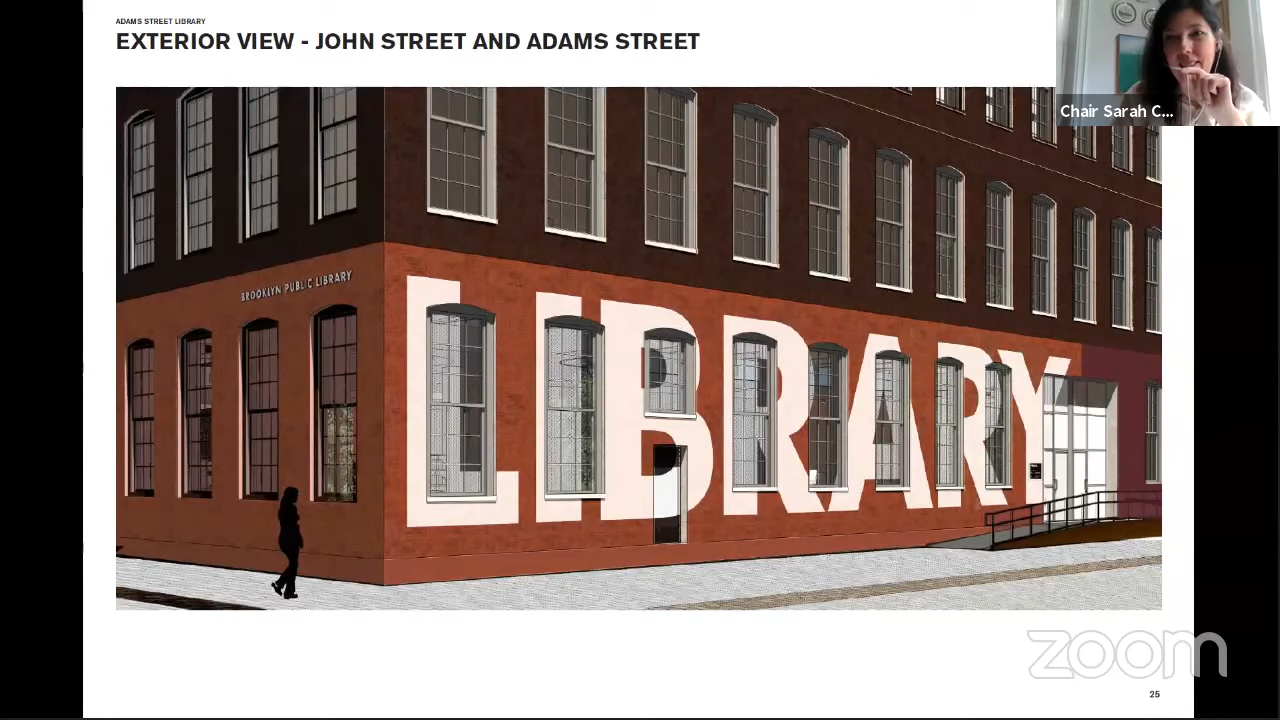 ADAMS STREET LIBRARY
EXTERIOR VIEW - JOHN STREET AND ADAMS STREET
Chair Sarah C...
BROOKLYN PUBLIC LIBRARY
LIBRARY
zoom
25